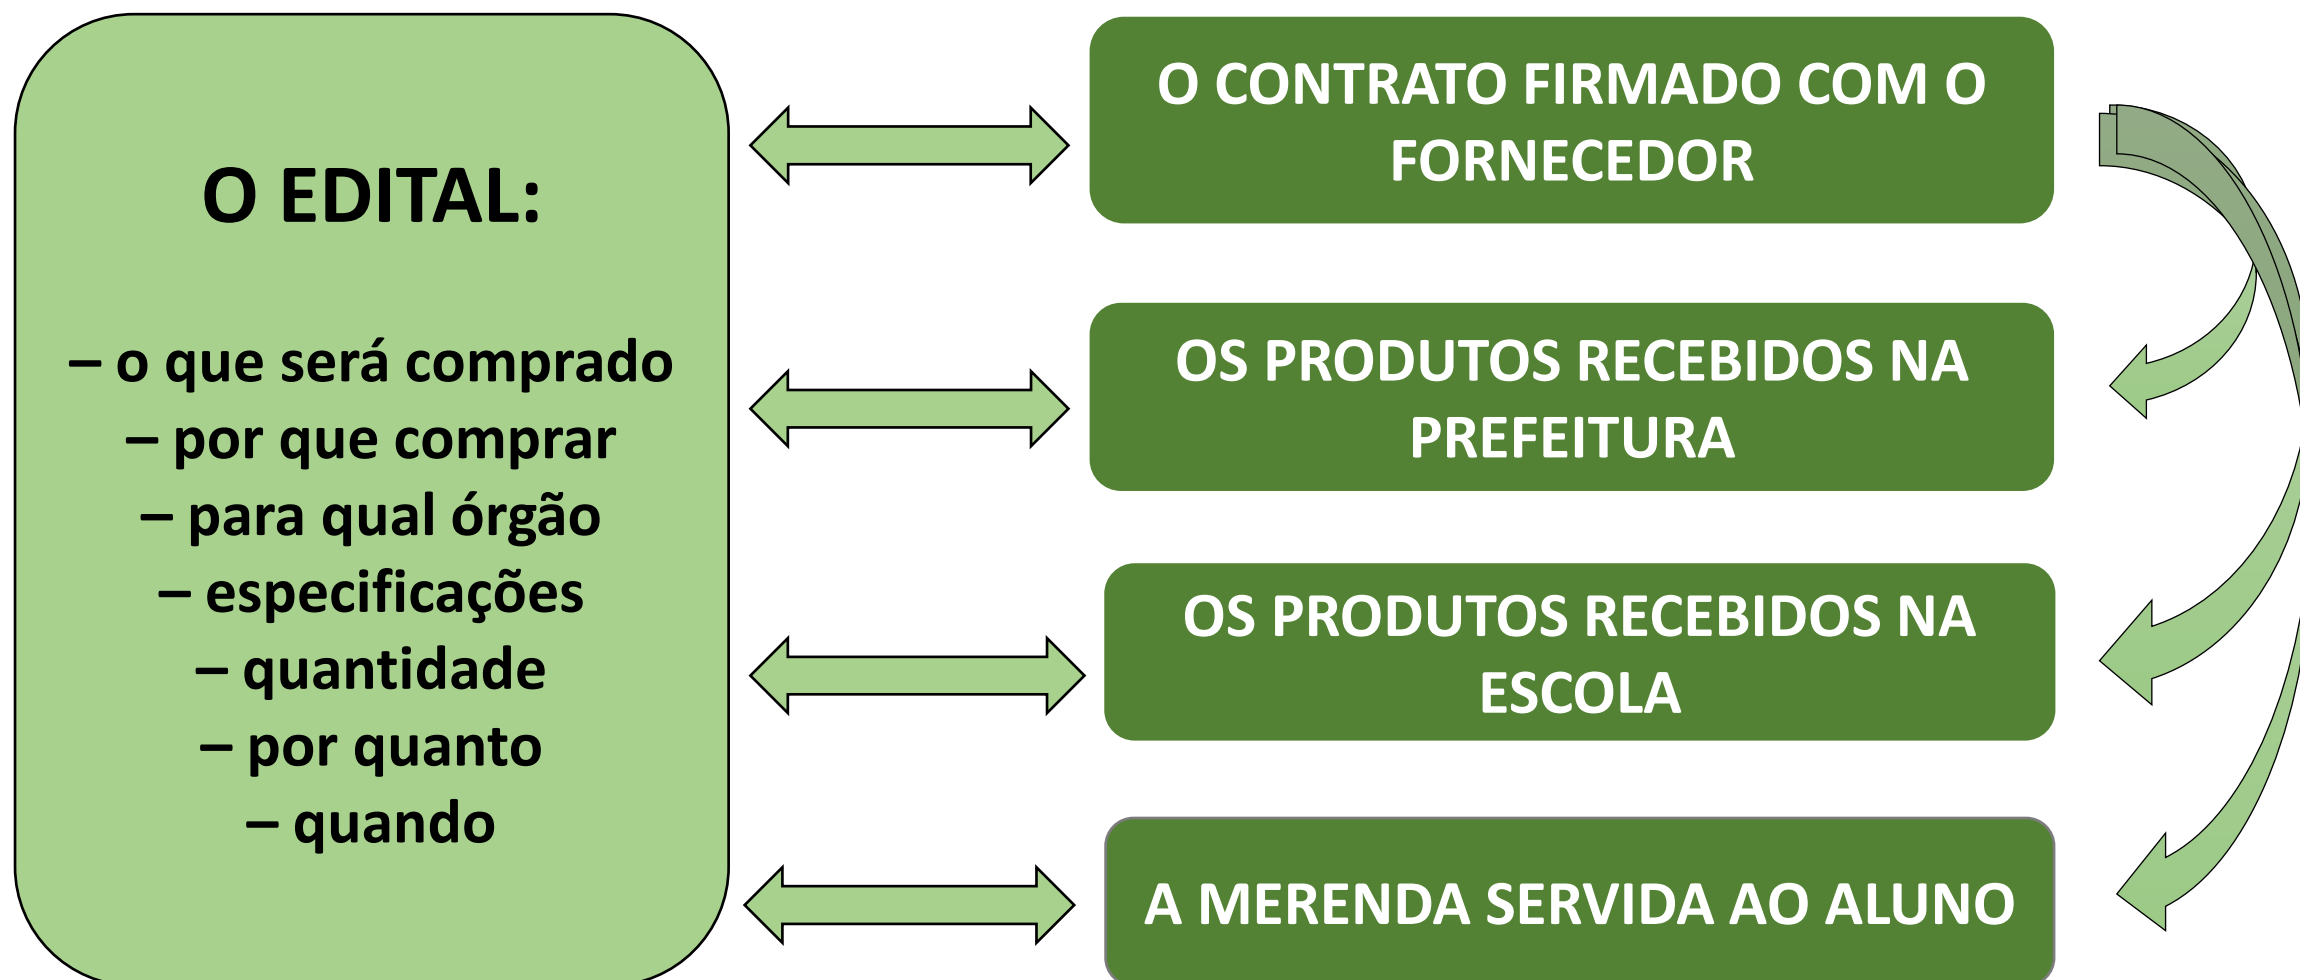 O EDITAL:
– o que será comprado
– por que comprar
– para qual órgão
– especificações
– quantidade
– por quanto
– quando
O CONTRATO FIRMADO COM O
FORNECEDOR
OS PRODUTOS RECEBIDOS NA
PREFEITURA
OS PRODUTOS RECEBIDOS NA
ESCOLA
A MERENDA SERVIDA AO ALUNO